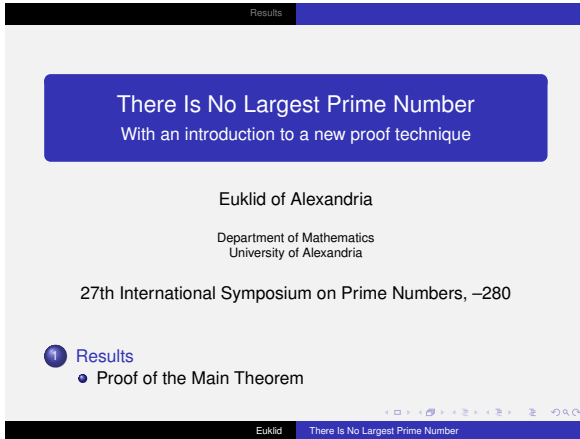 Results
There Is No Largest Prime Number
With an introduction to a new proof technique
Euklid of Alexandria
Department of Mathematics
University of Alexandria
27th International Symposium on Prime Numbers, –280
1 Results
Proof of the Main Theorem
Euklid There Is No Largest Prime Number